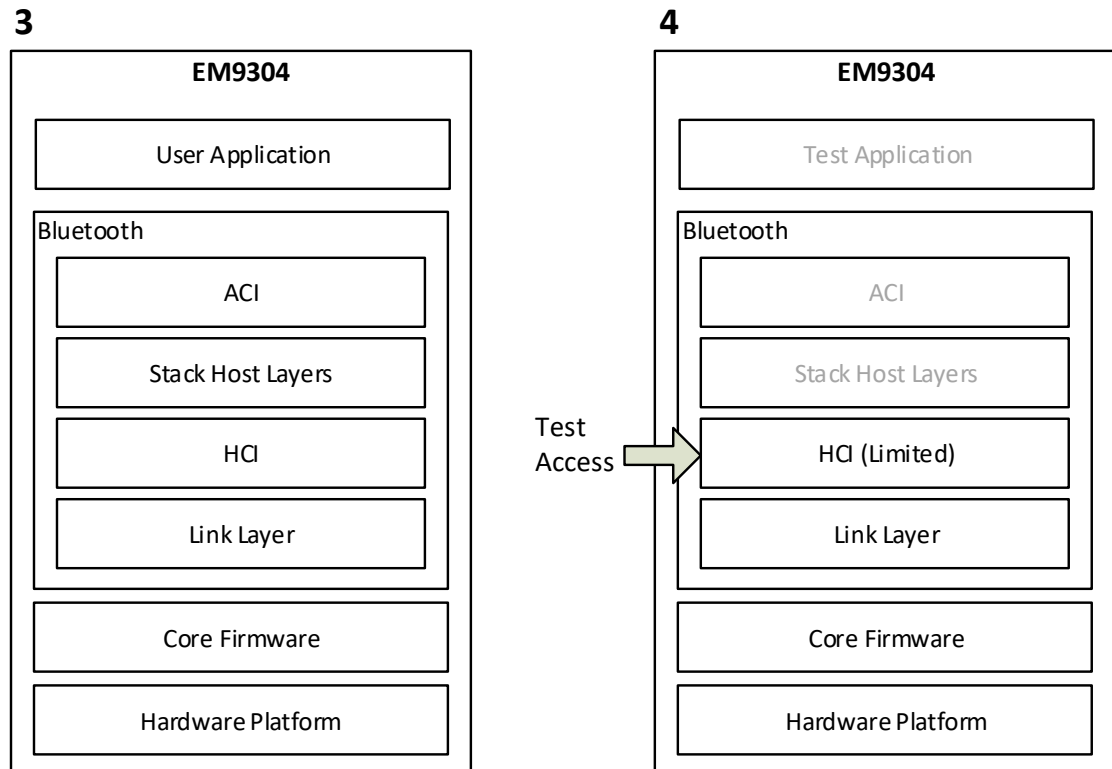 3
EM9304
User Application
Bluetooth
ACI
Stack Host Layers
HCI
Link Layer
Core Firmware
Hardware Platform
4
EM9304
Test Application
Bluetooth
ACI
Stack Host Layers
Test
Access
HCI (Limited)
Link Layer
Core Firmware
Hardware Platform